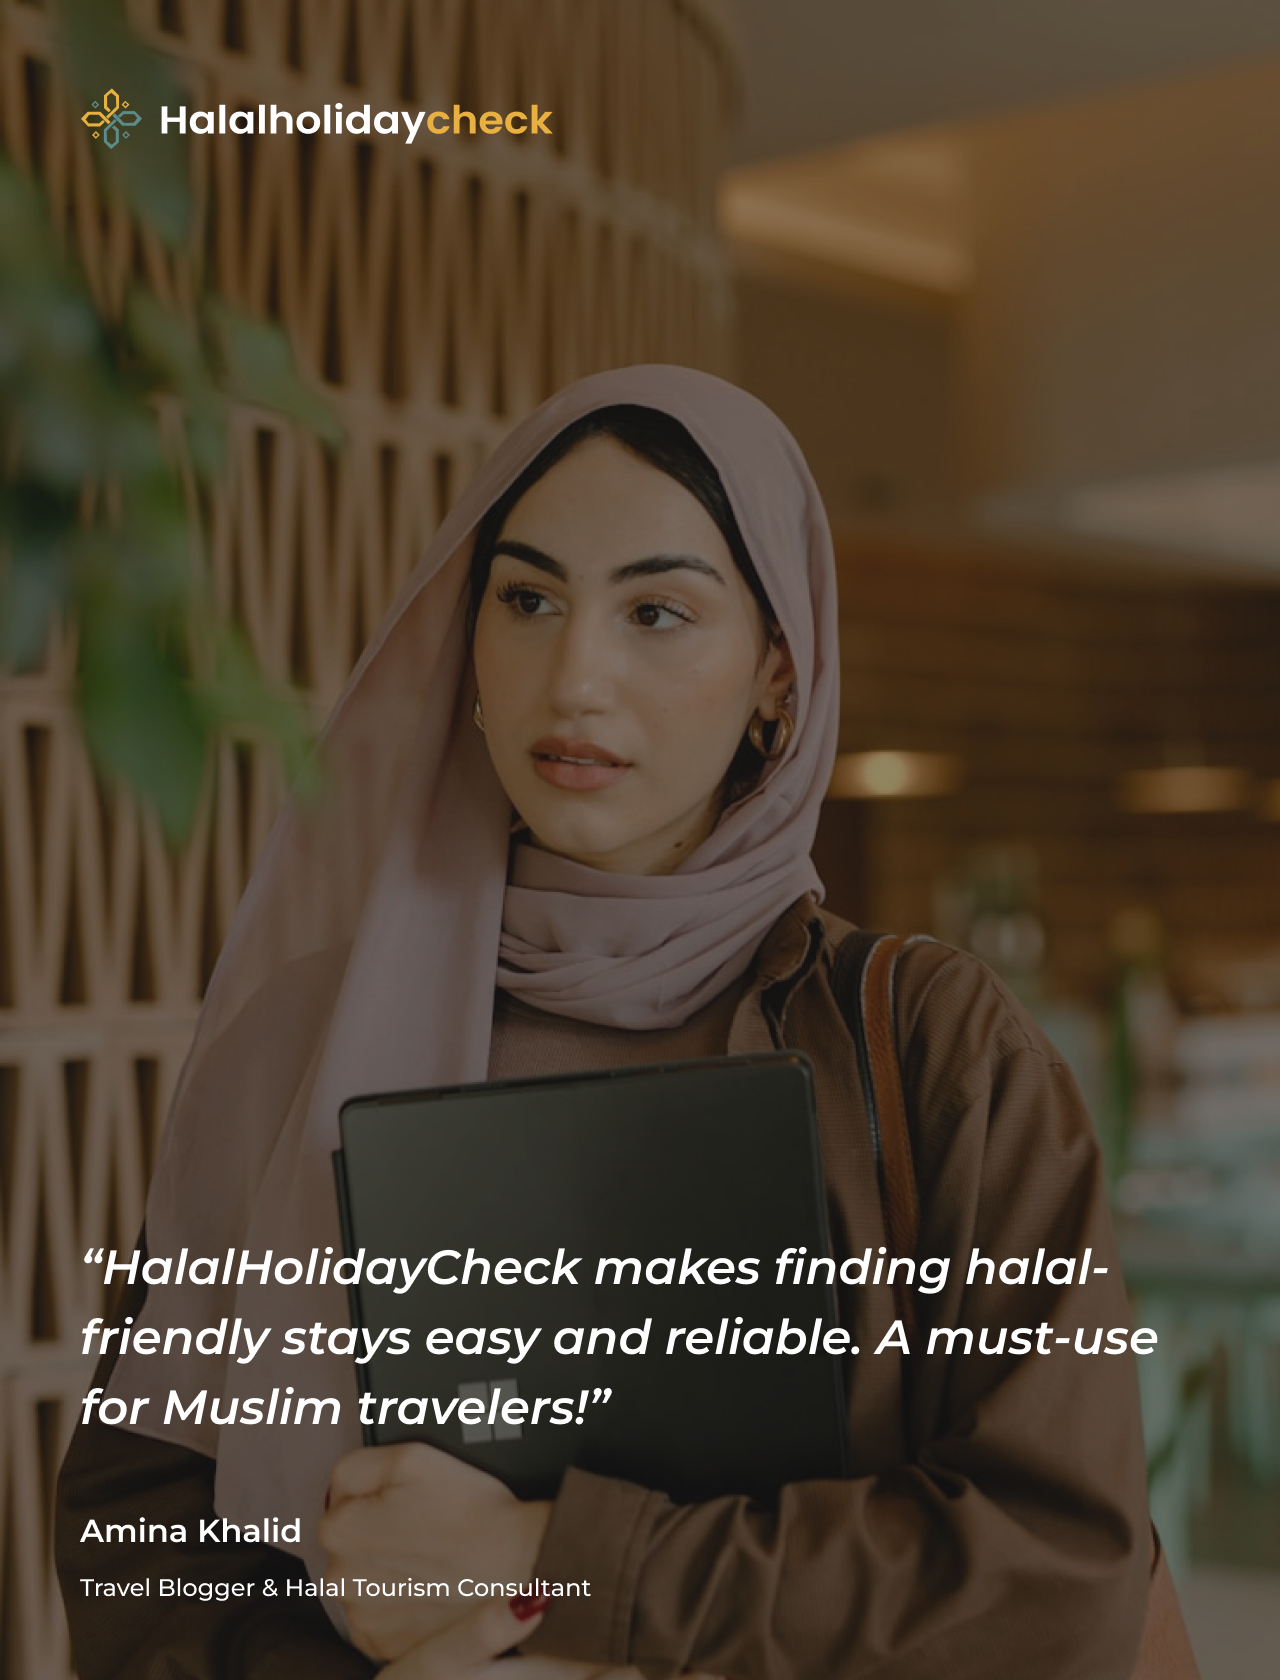 Halalholidaycheck
“HalalHolidayCheck makes finding halal-
friendly stays easy and reliable. A must-use
for Muslim travelers!”
Amina Khalid
Travel Blogger & Halal Tourism Consultant